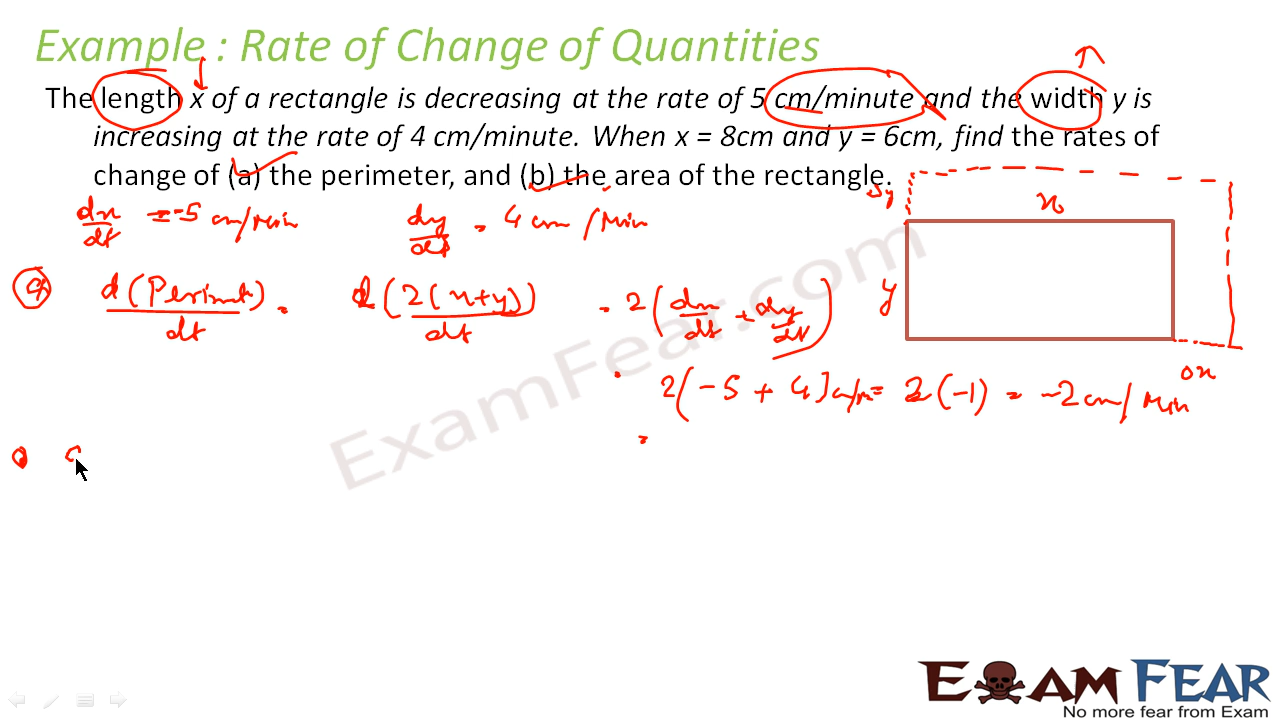 Example : Rate of Change of Quantities
The length x of a rectangle is decreasing at the rate of 5 cm/minute and the width y is
increasing at the rate of 4 cm/minute. When x = 8cm and y = 6cm, find the rates of
change of (a) the perimeter, and (b) the area of the rectangle.
dx/dt = -5 cm/Min dy/dt = 4 cm/Min
Δy
x
y
Δx
a d(Perimet)/dt = d(2(x+y))/dt = 2(dx/dt + dy/dt)
= 2(-5 + 4) cm/m = 2(-1) = -2 cm/Min
=
ExamFear.com
EXAM FEAR
No more fear from Exam